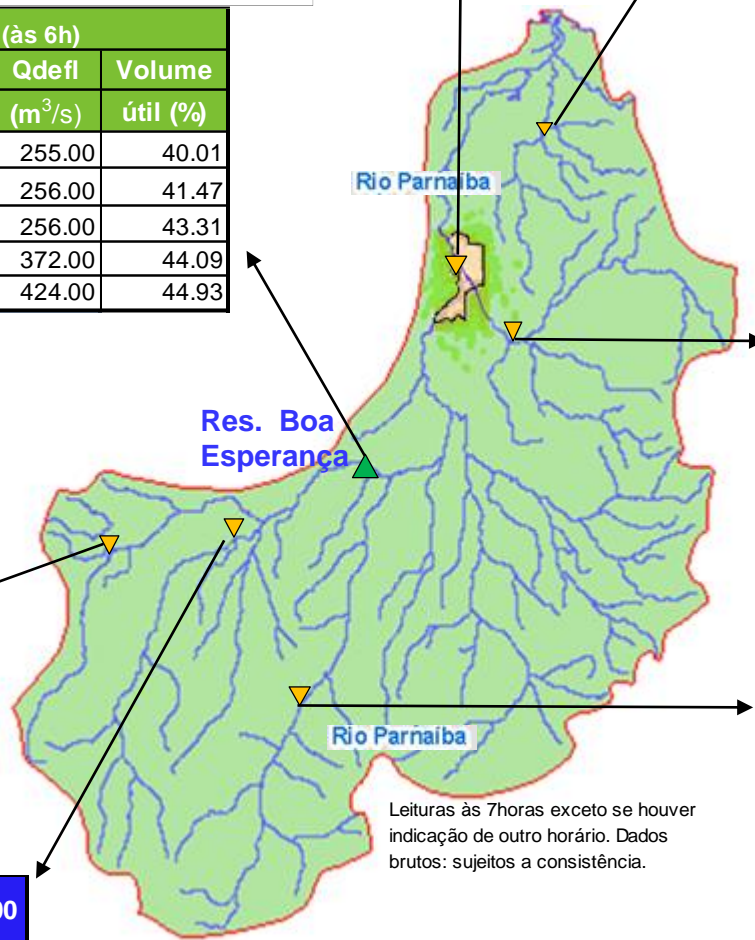 (às 6h)
Qdefl Volume
(m³/s) útil (%)
255.00 40.01
256.00 41.47
256.00 43.31
372.00 44.09
424.00 44.93
Rio Parnaíba
Res. Boa
Esperança
Rio Parnaíba
Leituras às 7horas exceto se houver
indicação de outro horário. Dados
brutos: sujeitos a consistência.